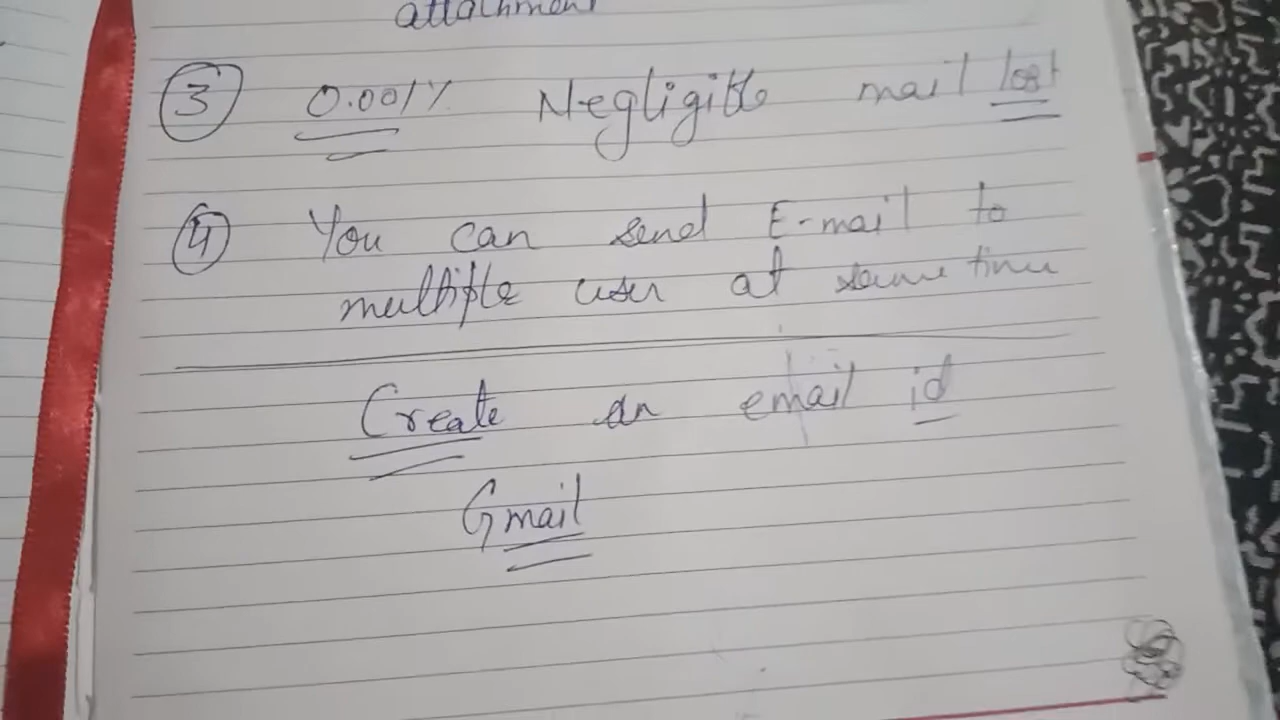 attachment
③ 0.001% Negligible mail lost
④ You can send E-mail to
multiple user at same time
Create an email id
Gmail